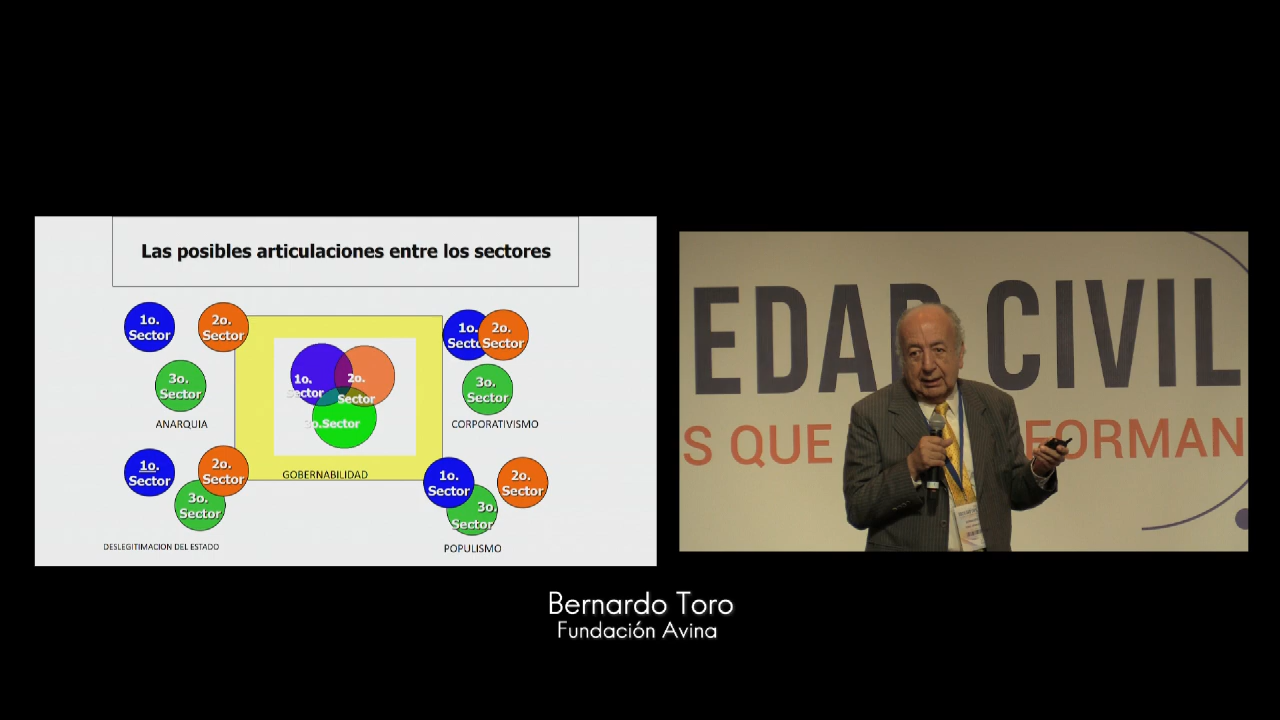 Las posibles articulaciones entre los sectores
1o.
Sector
2o.
Sector
3o.
Sector
ANARQUIA
1o.
Sector
2o.
Sector
3o.Sector
GOBERNABILIDAD
1o.
Sector
2o.
Sector
3o.
Sector
CORPORATIVISMO
1o.
Sector
2o.
Sector
3o.
Sector
DESLEGITIMACION DEL ESTADO
1o.
Sector
2o.
Sector
3o.
Sector
POPULISMO
EDAD CIVIL
S QUE FORMAN
Bernardo Toro
Fundación Avina